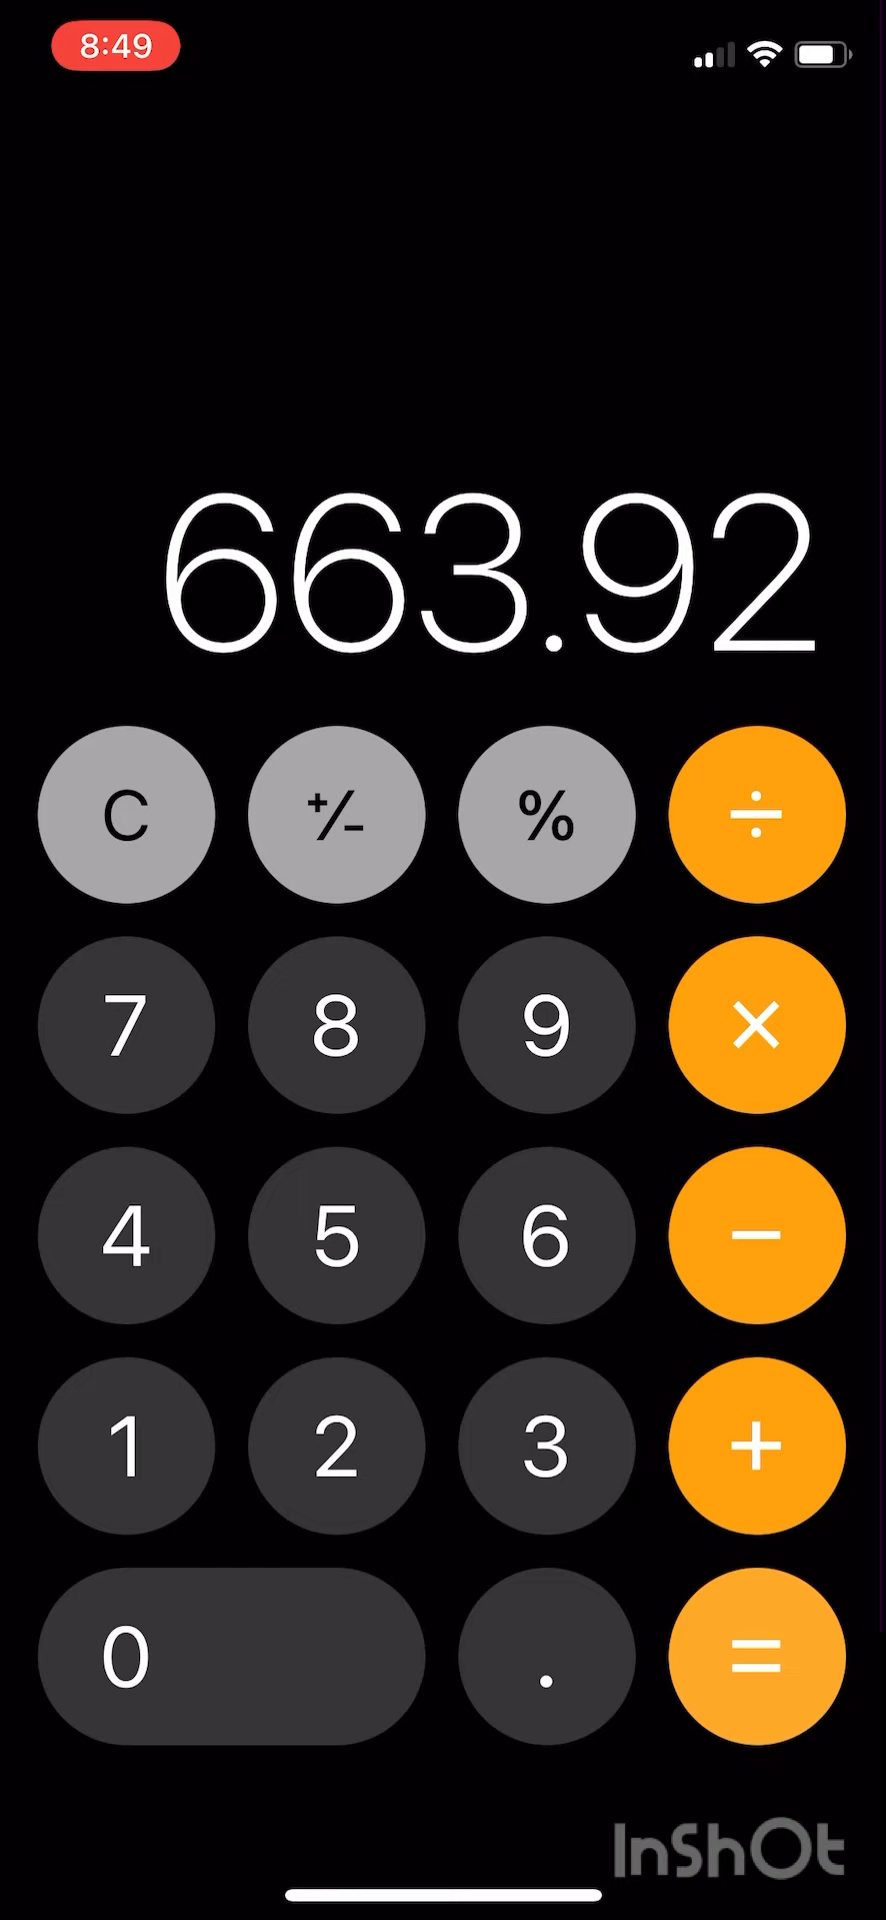 8:49
663.92
C +/- % ÷
7 8 9 ×
4 5 6 −
1 2 3 +
0 . =
InShOt